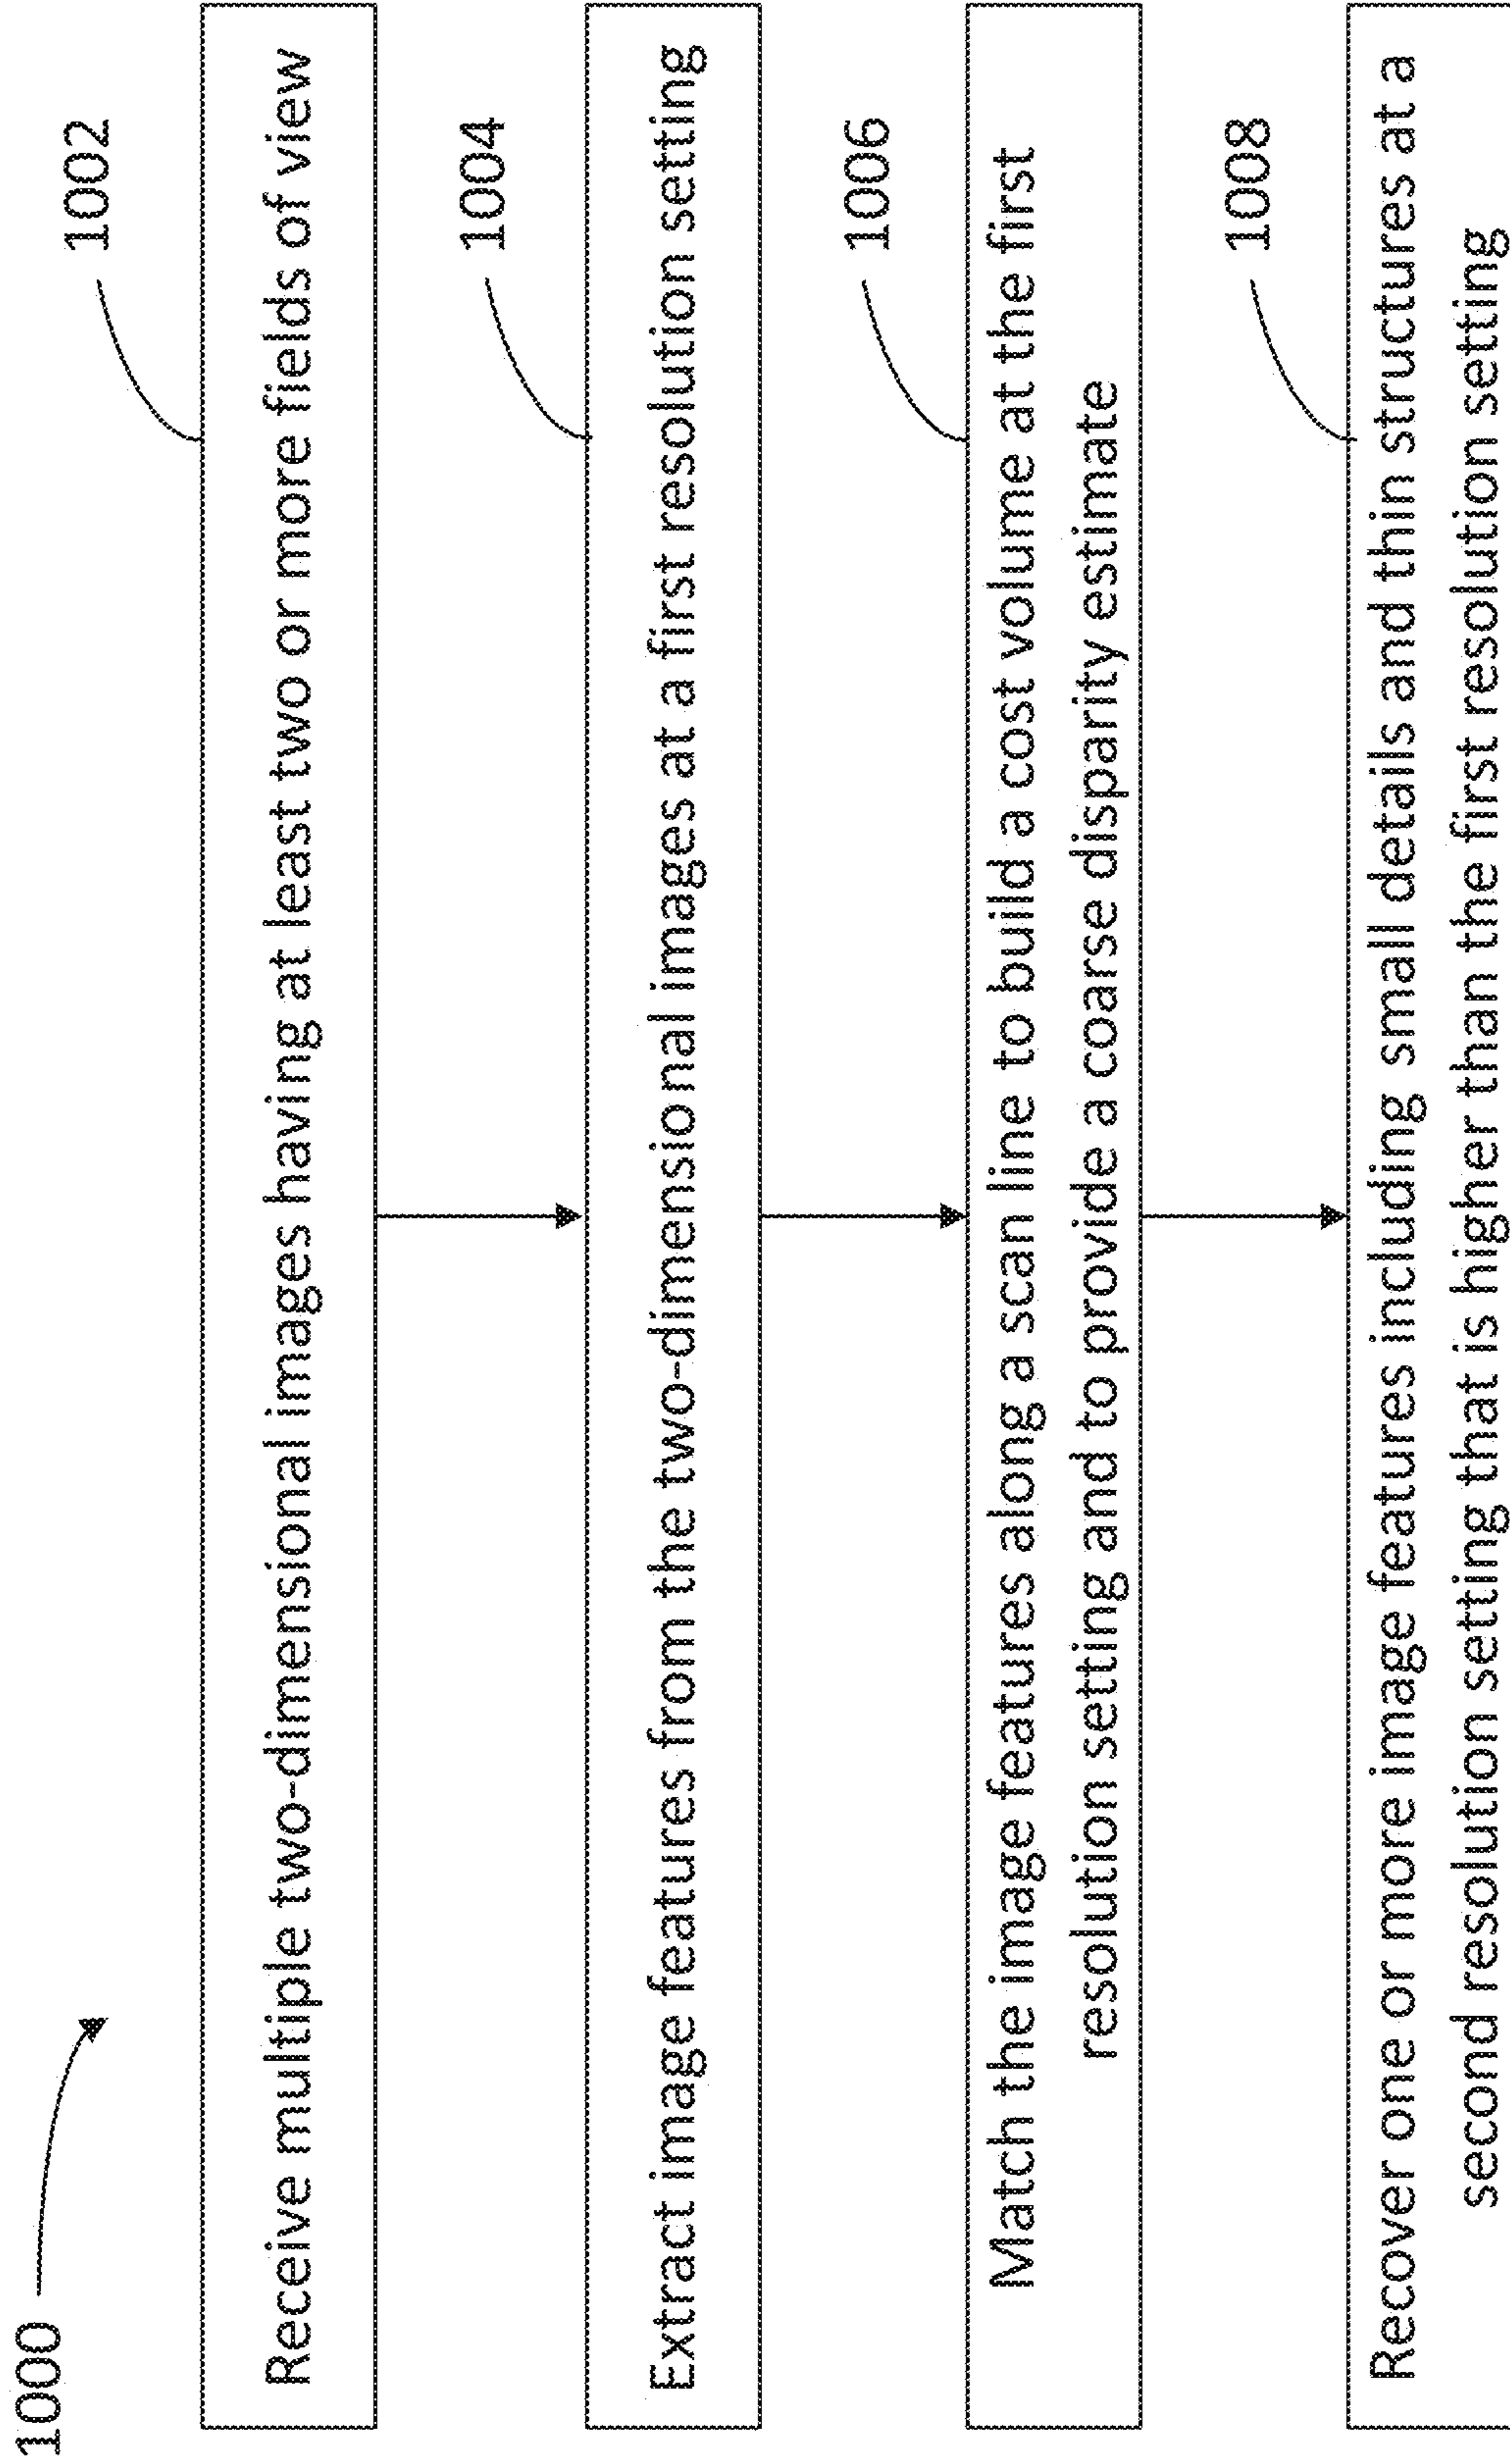 1000
1002
Receive multiple two-dimensional images having at least two or more fields of view
1004
Extract image features from the two-dimensional images at a first resolution setting
1006
Match the image features along a scan line to build a cost volume at the first
resolution setting and to provide a coarse disparity estimate
1008
Recover one or more image features including small details and thin structures at a
second resolution setting that is higher than the first resolution setting